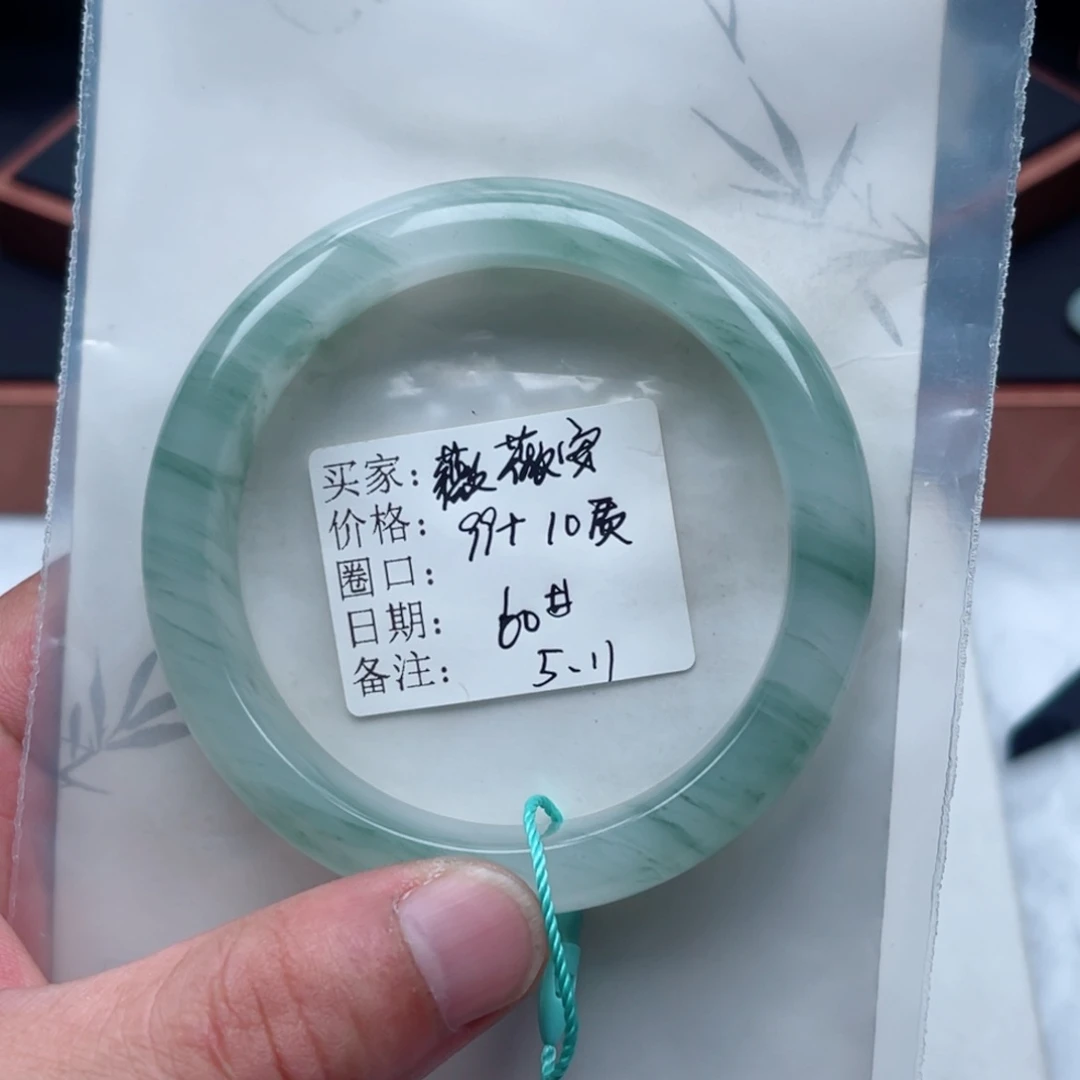 买家：薇薇安
价格：99+10质
圈口：
日期：60#
备注：5、11